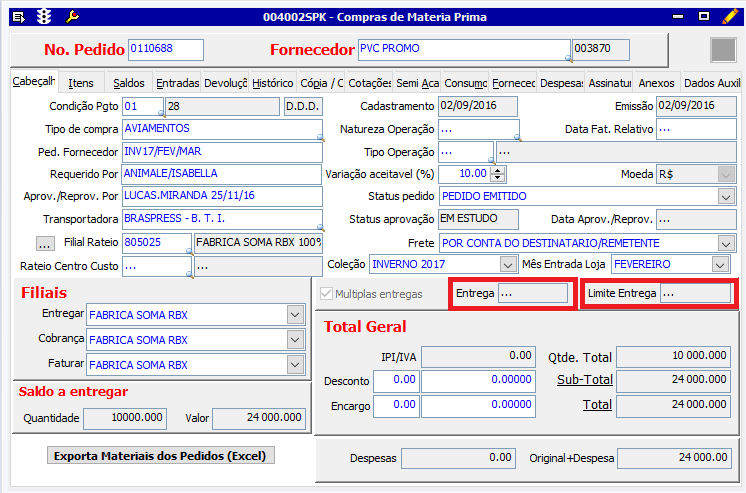 004002SPK - Compras de Materia Prima
No. Pedido 0110688 Fornecedor PVC PROMO 003870
Cabeçalh Itens Saldos Entradas Devoluçõ Histórico Cópia / C Cotações Semi Aca Consumo Forneced Despesas Assinatur Anexos Dados Auxil
Condição Pgto 01 28 D.D.D. Cadastramento 02/09/2016 Emissão 02/09/2016
Tipo de compra AVIAMENTOS Natureza Operação ... Data Fat. Relativo ...
Ped. Fornecedor INV17/FEV/MAR Tipo Operação ... ...
Requerido Por ANIMALE/ISABELLA Variação aceitavel (%) 10.00 Moeda R$
Aprov./Reprov. Por LUCAS.MIRANDA 25/11/16 Status pedido PEDIDO EMITIDO
Transportadora BRASPRESS - B. T. I. Status aprovação EM ESTUDO Data Aprov./Reprov. ...
... Filial Rateio 805025 FABRICA SOMA RBX 100% Frete POR CONTA DO DESTINATARIO/REMETENTE
Rateio Centro Custo ... ... Coleção INVERNO 2017 Mês Entrada Loja FEVEREIRO
Filiais
Entregar FABRICA SOMA RBX
Cobrança FABRICA SOMA RBX
Faturar FABRICA SOMA RBX
Multiplas entregas Entrega ... Limite Entrega ...
Total Geral
IPI/IVA 0.00 Qtde. Total 10 000.000
Desconto 0.00 0.00000 Sub-Total 24 000.000
Encargo 0.00 0.00000 Total 24 000.000
Saldo a entregar
Quantidade 10000.000 Valor 24 000.000
Exporta Materiais dos Pedidos (Excel)
Despesas 0.00 Original+Despesa 24 000.00